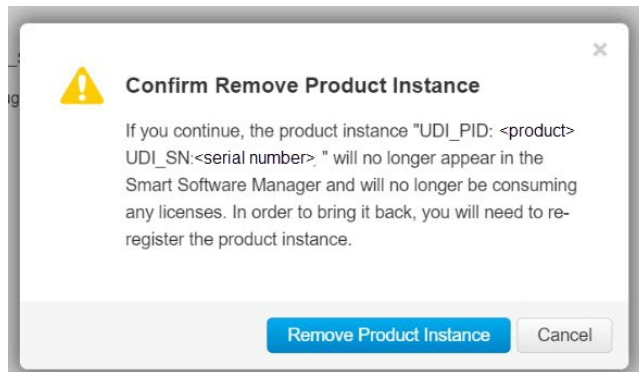 ×
Confirm Remove Product Instance
If you continue, the product instance "UDI_PID: <product>
UDI_SN:<serial number>, " will no longer appear in the
Smart Software Manager and will no longer be consuming
any licenses. In order to bring it back, you will need to re-
register the product instance.
Remove Product Instance
Cancel